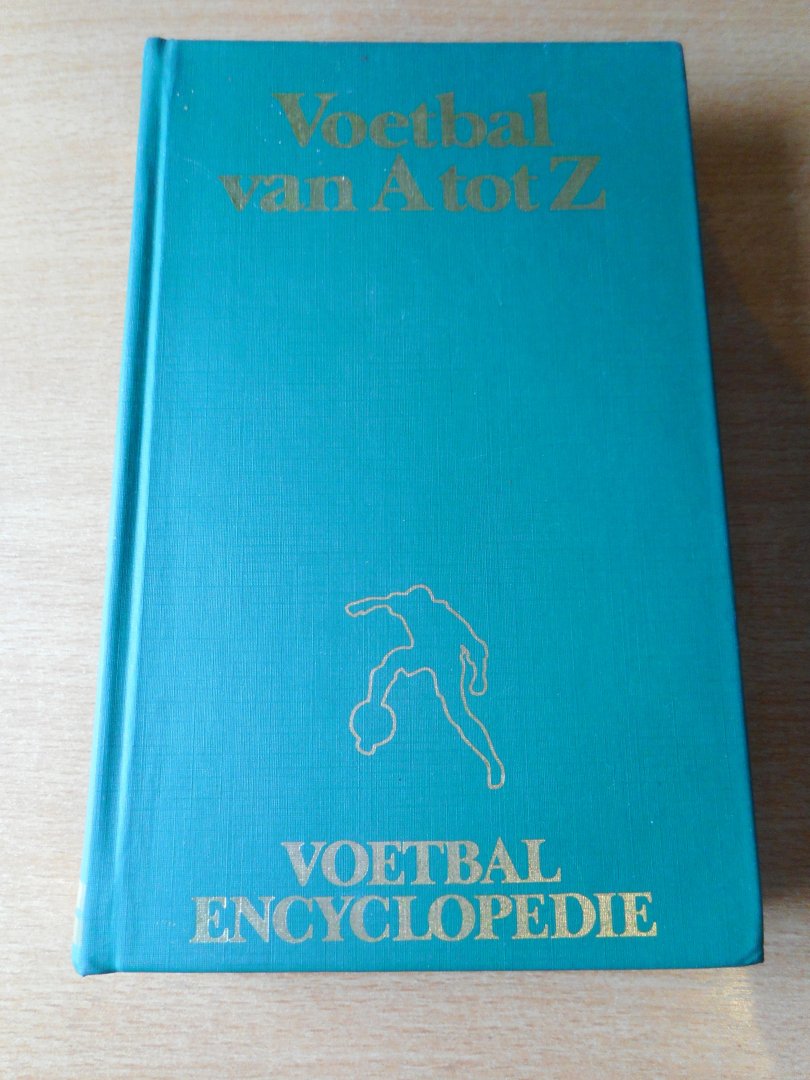 Voetbal
van A tot Z
VOETBAL
ENCYCLOPEDIE